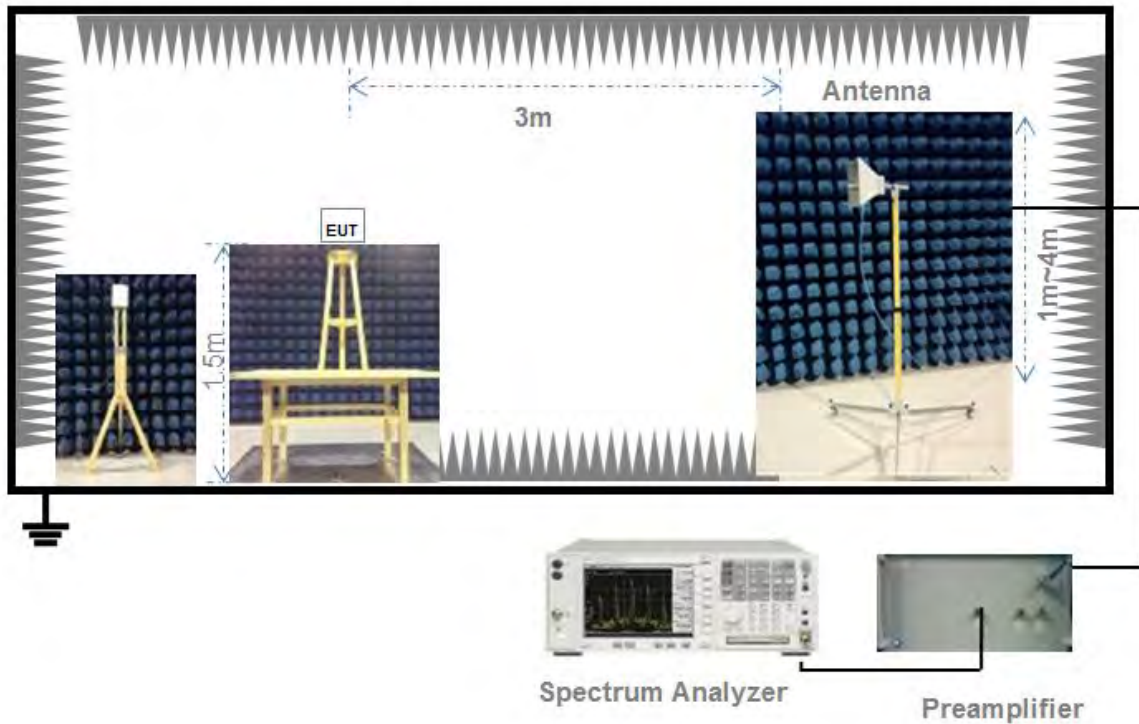 Antenna
3m
EUT
1.5m
1m~4m
Spectrum Analyzer
Preamplifier